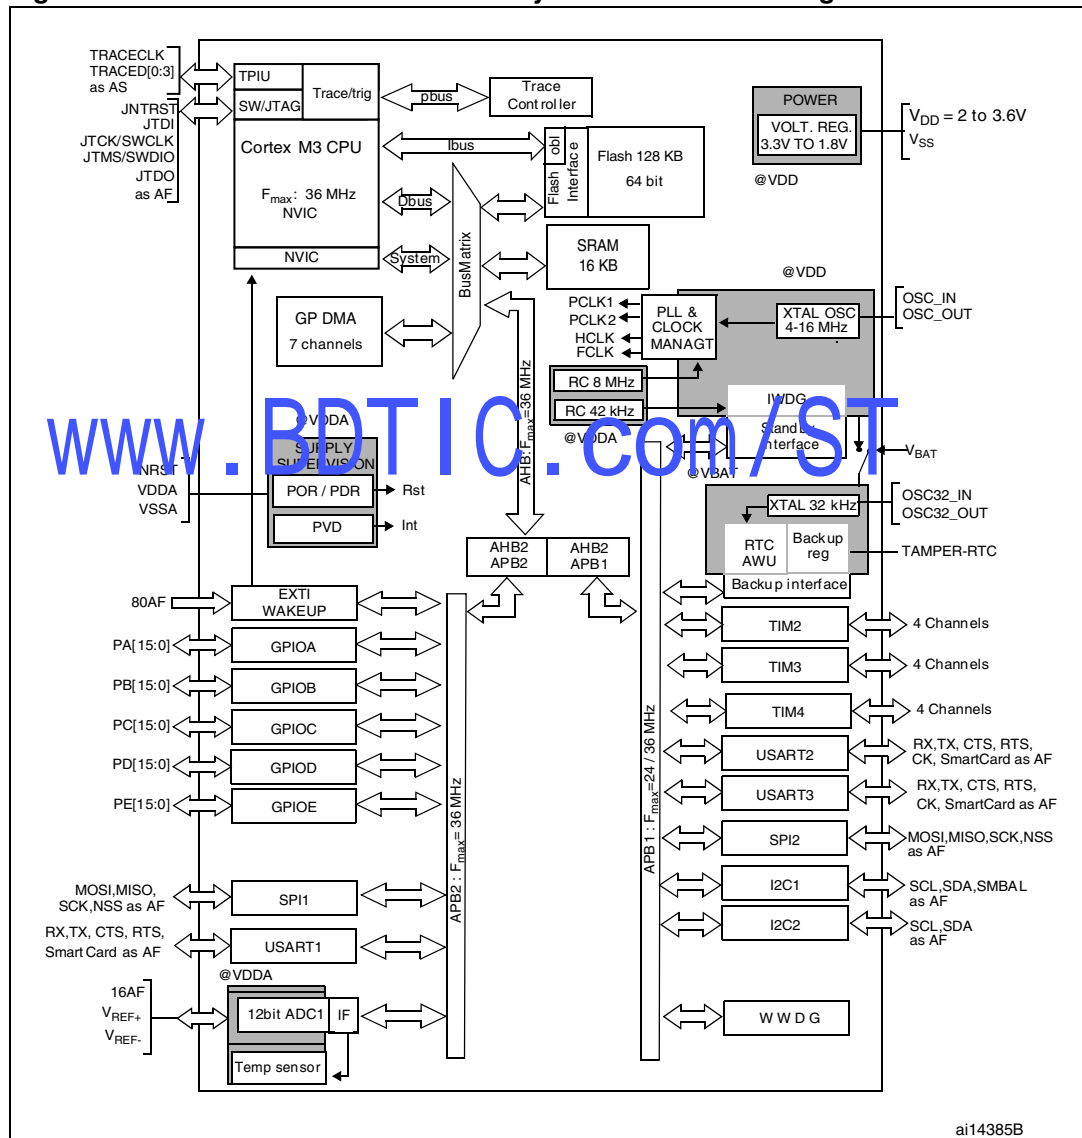 TRACECLK
TRACED[0:3]
as AS
JNTRST
JTDI
JTCK/SWCLK
JTMS/SWDIO
JTDO
as AF
TPIU
SW/JTAG
Trace/trig
Cortex M3 CPU
Fmax: 36 MHz
NVIC
NVIC
pbus
Trace
Controller
Ibus
Dbus
System
BusMatrix
obl
Flash
Interface
Flash 128 KB
64 bit
SRAM
16 KB
GP DMA
7 channels
AHB:Fmax=36 MHz
POWER
VOLT. REG.
3.3V TO 1.8V
@VDD
VDD = 2 to 3.6V
VSS
@VDD
PCLK1
PCLK2
HCLK
FCLK
PLL &
CLOCK
MANAGT
XTAL OSC
4-16 MHz
OSC_IN
OSC_OUT
RC 8 MHz
RC 42 kHz
@VDDA
IWDG
Standby
interface
@VBAT
VBAT
www.BDTIC.com/ST
@VDDA
SUPPLY
SUPERVISION
NRST
VDDA
VSSA
POR / PDR
Rst
PVD
Int
XTAL 32 kHz
OSC32_IN
OSC32_OUT
RTC
AWU
Backup
reg
TAMPER-RTC
Backup interface
AHB2
APB2
AHB2
APB1
80AF
EXTI
WAKEUP
PA[15:0]
GPIOA
PB[15:0]
GPIOB
PC[15:0]
GPIOC
PD[15:0]
GPIOD
PE[15:0]
GPIOE
MOSI,MISO,
SCK,NSS as AF
SPI1
RX,TX, CTS, RTS,
SmartCard as AF
USART1
@VDDA
16AF
VREF+
VREF-
12bit ADC1
IF
Temp sensor
APB2 : Fmax= 36 MHz
APB1 : Fmax=24 / 36 MHz
TIM2
4 Channels
TIM3
4 Channels
TIM4
4 Channels
USART2
RX,TX, CTS, RTS,
CK, SmartCard as AF
USART3
RX,TX, CTS, RTS,
CK, SmartCard as AF
SPI2
MOSI,MISO,SCK,NSS
as AF
I2C1
SCL,SDA,SMBAL
as AF
I2C2
SCL,SDA
as AF
WWDG
ai14385B